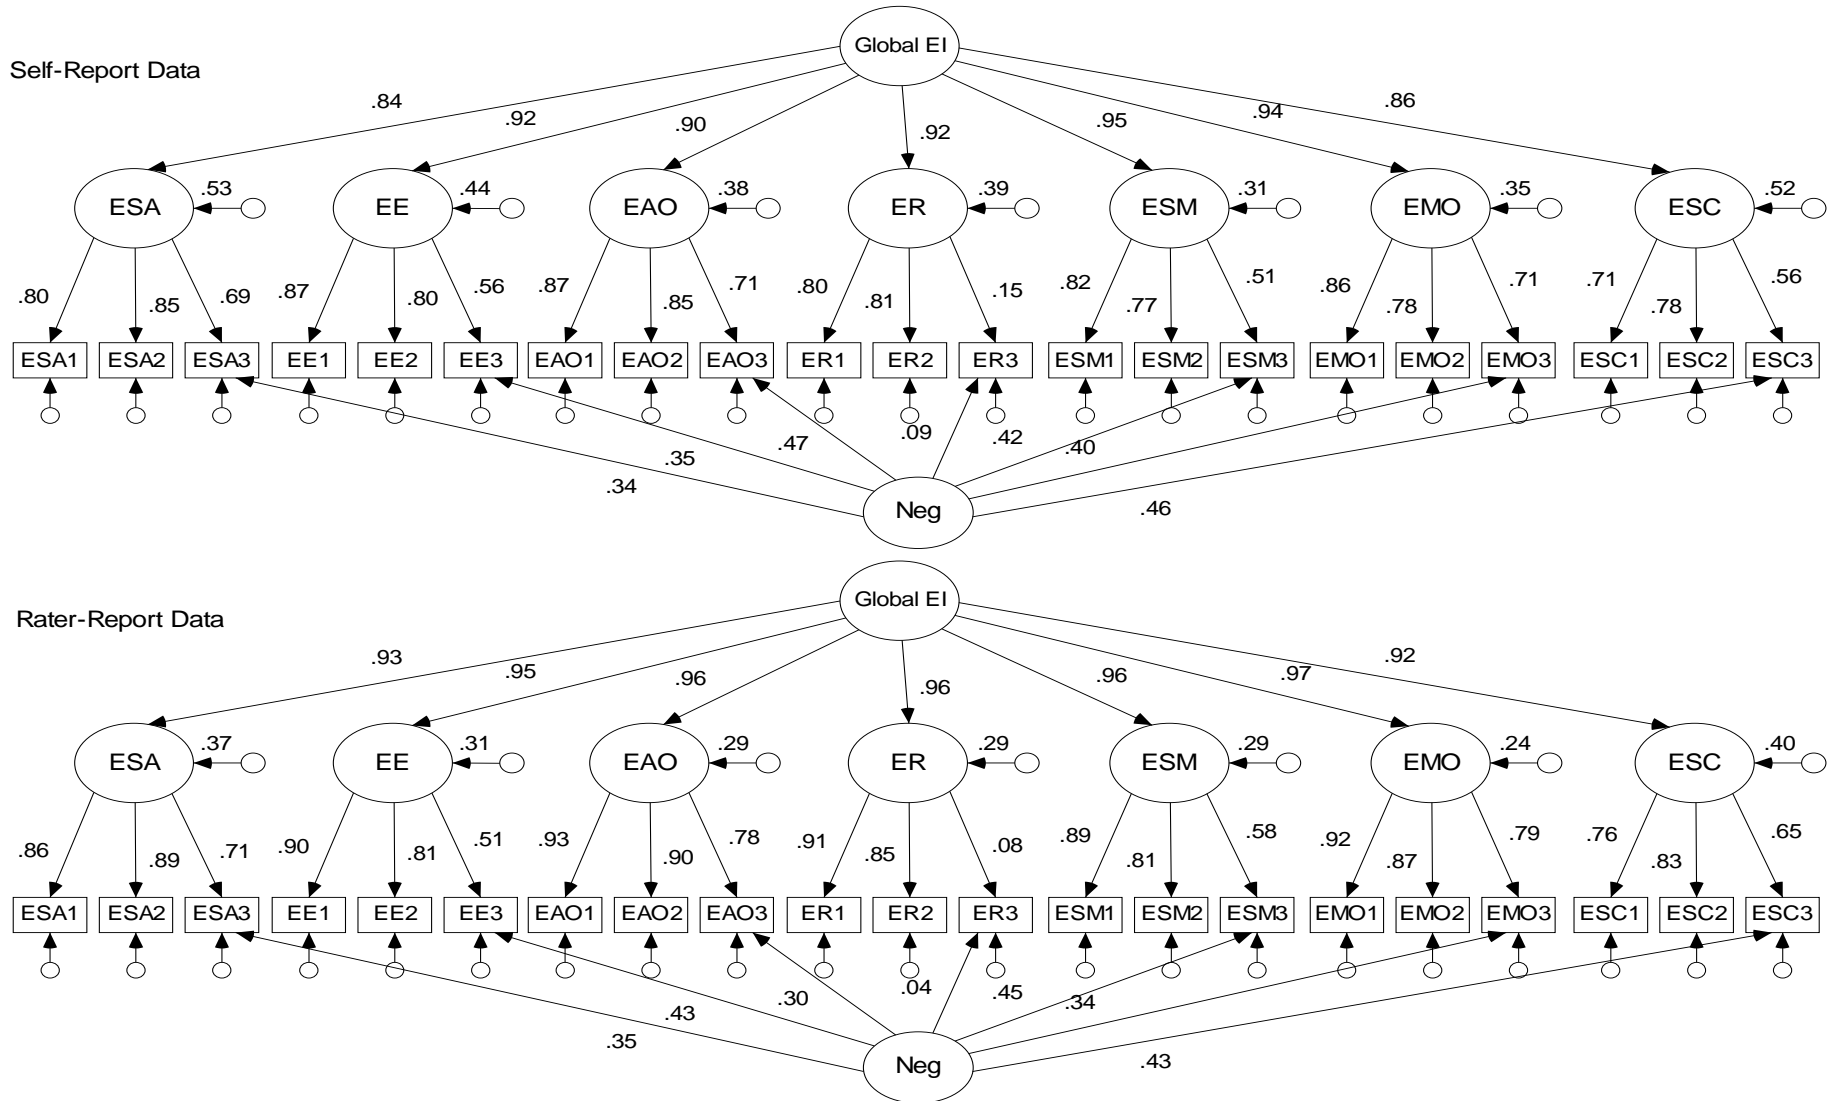 Global EI
Self-Report Data
.84 .92 .90 .92 .95 .94 .86
ESA .53 EE .44 EAO .38 ER .39 ESM .31 EMO .35 ESC .52
.80 .85 .69 .87 .80 .56 .87 .85 .71 .80 .81 .15 .82 .77 .51 .86 .78 .71 .71 .78 .56
ESA1 ESA2 ESA3 EE1 EE2 EE3 EAO1 EAO2 EAO3 ER1 ER2 ER3 ESM1 ESM2 ESM3 EMO1 EMO2 EMO3 ESC1 ESC2 ESC3
.34 .35 .47 .09 .42 .40 .46
Neg
Global EI
Rater-Report Data
.93 .95 .96 .96 .96 .97 .92
ESA .37 EE .31 EAO .29 ER .29 ESM .29 EMO .24 ESC .40
.86 .89 .71 .90 .81 .51 .93 .90 .78 .91 .85 .08 .89 .81 .58 .92 .87 .79 .76 .83 .65
ESA1 ESA2 ESA3 EE1 EE2 EE3 EAO1 EAO2 EAO3 ER1 ER2 ER3 ESM1 ESM2 ESM3 EMO1 EMO2 EMO3 ESC1 ESC2 ESC3
.35 .43 .30 .04 .45 .34 .43
Neg